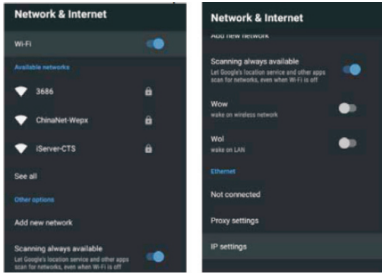 Network & Internet
Wi-Fi
Available networks
3686
ChinaNet-Wepx
iServer-CTS
See all
Other options
Add new network
Scanning always available
Let Google's location service and other apps
scan for networks, even when Wi-Fi is off
Network & Internet
Add new network
Scanning always available
Let Google's location service and other apps
scan for networks, even when Wi-Fi is off
Wow
wake on wireless network
Wol
wake on LAN
Ethernet
Not connected
Proxy settings
IP settings